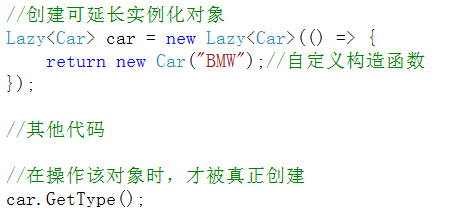 //创建可延长实例化对象
Lazy<Car> car = new Lazy<Car>(() => {
    return new Car("BMW");//自定义构造函数
});
//其他代码
//在操作该对象时，才被真正创建
car.GetType();